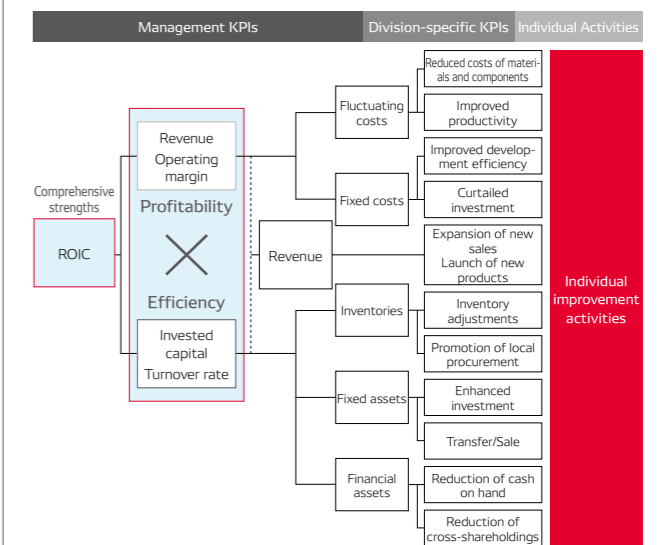 Management KPIs
Division-specific KPIs
Individual Activities
Comprehensive
strengths
ROIC
Revenue
Operating
margin
Profitability
Efficiency
Invested
capital
Turnover rate
Fluctuating
costs
Fixed costs
Revenue
Inventories
Fixed assets
Financial
assets
Reduced costs of materi-
als and components
Improved
productivity
Improved develop-
ment efficiency
Curtailed
investment
Expansion of new
sales
Launch of new
products
Inventory
adjustments
Promotion of local
procurement
Enhanced
investment
Transfer/Sale
Reduction of cash
on hand
Reduction of
cross-shareholdings
Individual
improvement
activities